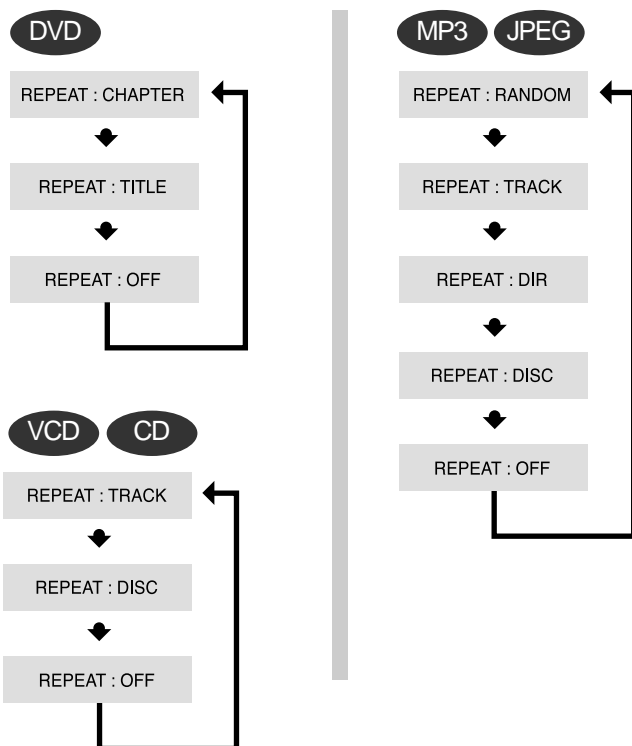 DVD
REPEAT : CHAPTER
REPEAT : TITLE
REPEAT : OFF
VCD CD
REPEAT : TRACK
REPEAT : DISC
REPEAT : OFF
MP3 JPEG
REPEAT : RANDOM
REPEAT : TRACK
REPEAT : DIR
REPEAT : DISC
REPEAT : OFF